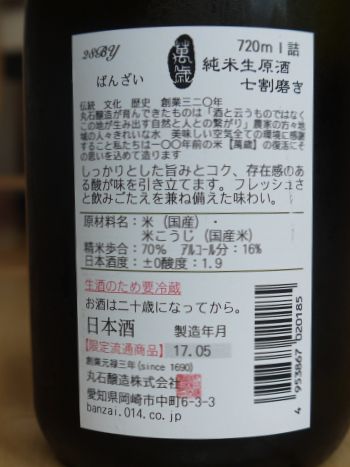 28BY
ばんざい
萬歳
720ml詰
純米生原酒
七割磨き
伝統 文化 歴史 創業三二〇年
丸石醸造が育んできたものは「酒と云うものではなく
この地が生み出す自然と人との繋がり」農家の方々地
域の人々きれいな水 美味しい空気全ての環境に感謝
すること私たちは一〇〇年前の米【萬歳】の復活にそ
の思いを込めて造ります
しっかりとした旨みとコク、存在感のあ
る酸が味を引き立てます。フレッシュさ
と飲みごたえを兼ね備えた味わい。
原材料名：米（国産）・
米こうじ（国産米）
精米歩合：70% アルコール分：16%
日本酒度：±0酸度：1.9
生酒のため要冷蔵
お酒は二十歳になってから。
日本酒 製造年月
【限定流通商品】 17.05
創業元禄三年(since 1690)
丸石醸造株式会社
愛知県岡崎市中町6-3-3
banzai.014.co.jp
4 953867 020185